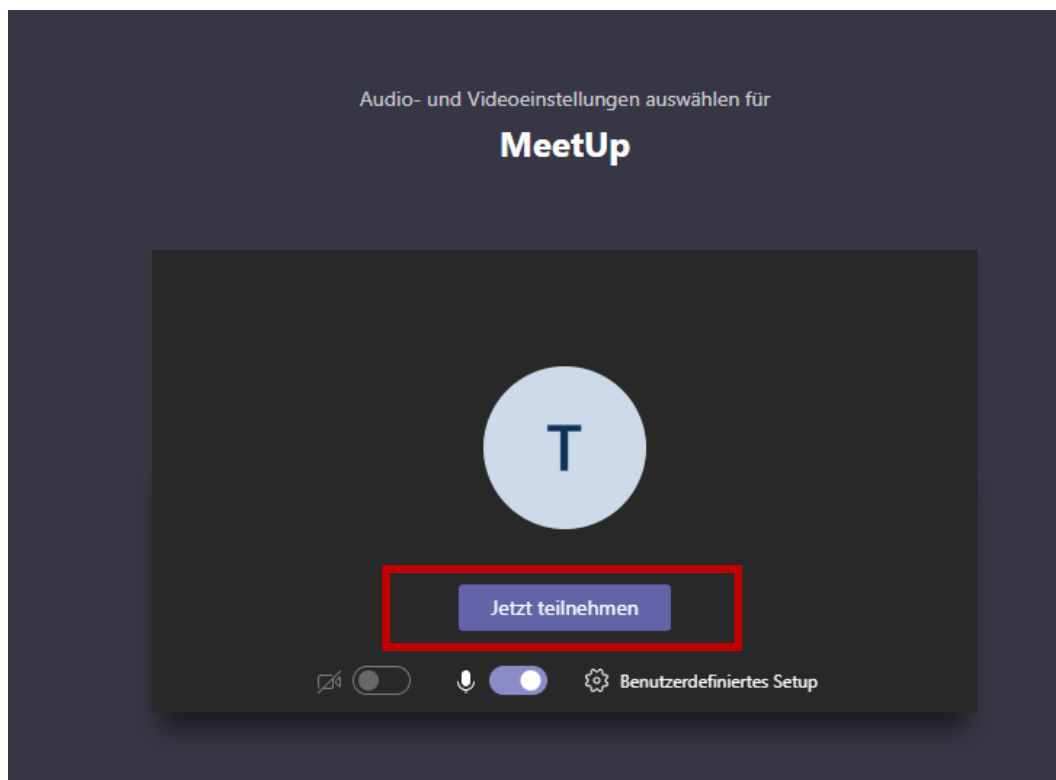 Audio- und Videoeinstellungen auswählen für
MeetUp
T
Jetzt teilnehmen
Benutzerdefiniertes Setup